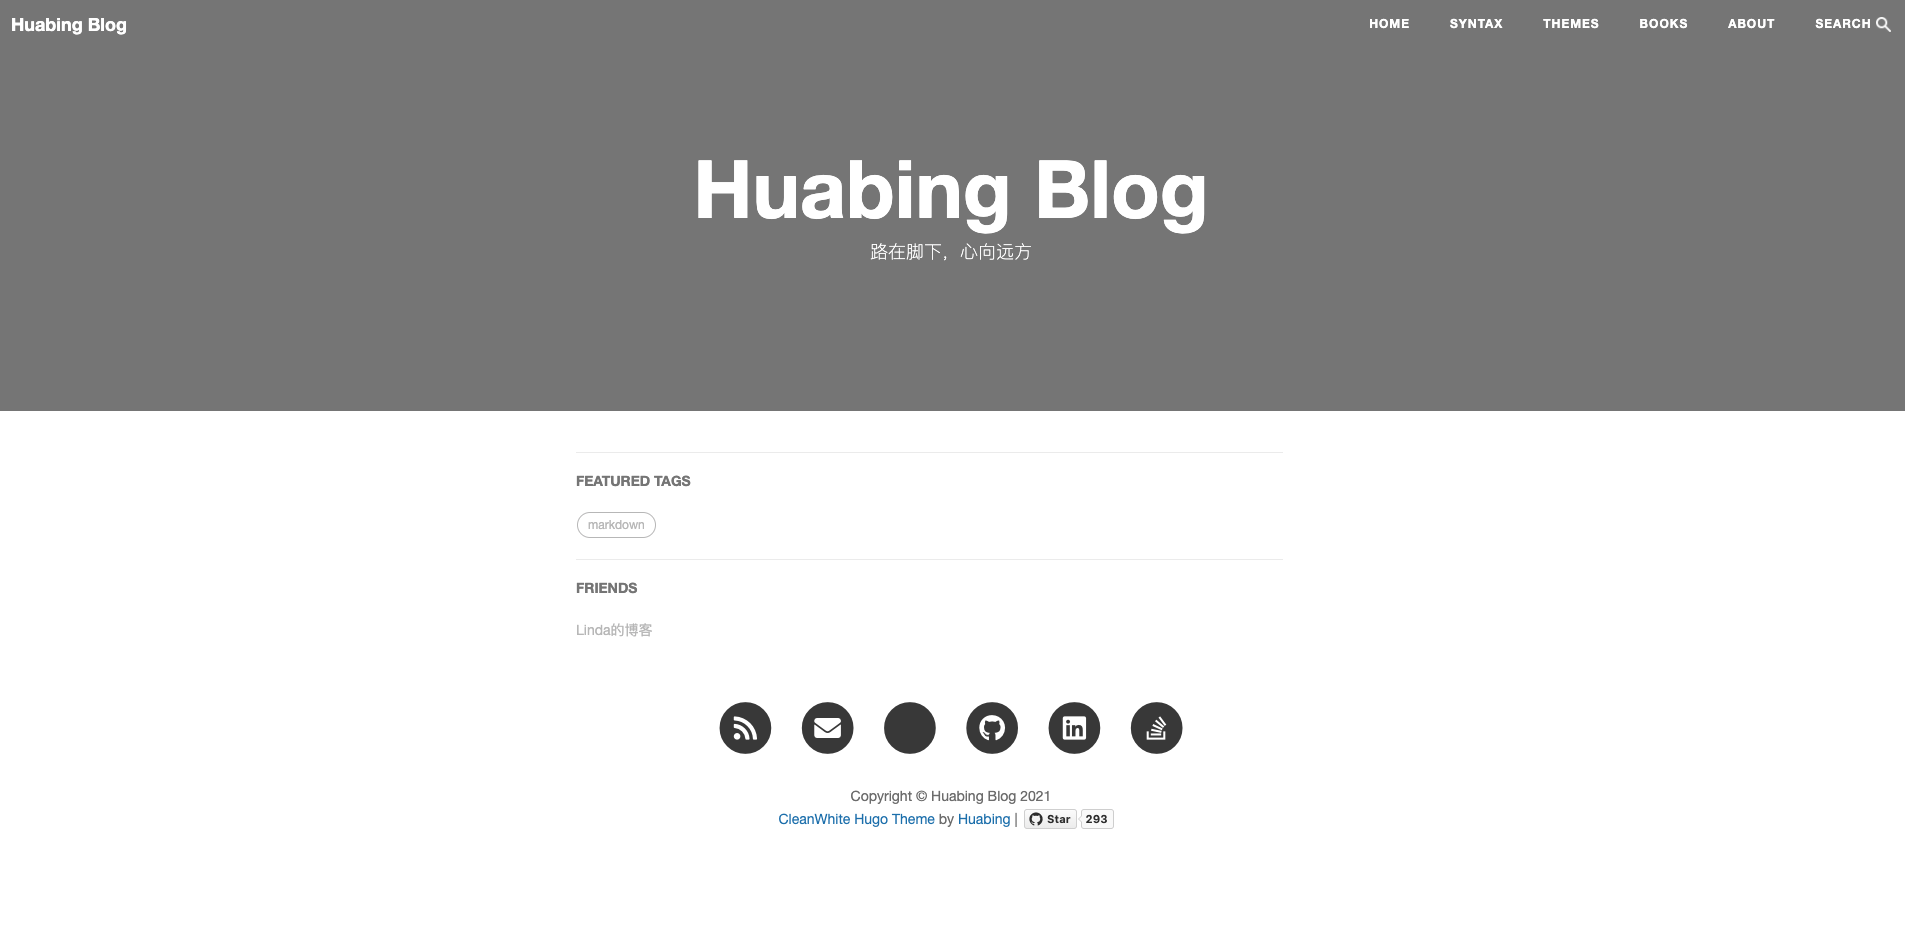 Huabing Blog
HOME SYNTAX THEMES BOOKS ABOUT SEARCH
Huabing Blog
路在脚下，心向远方
FEATURED TAGS
markdown
FRIENDS
Linda的博客
in
Copyright © Huabing Blog 2021
CleanWhite Hugo Theme by Huabing | Star 293